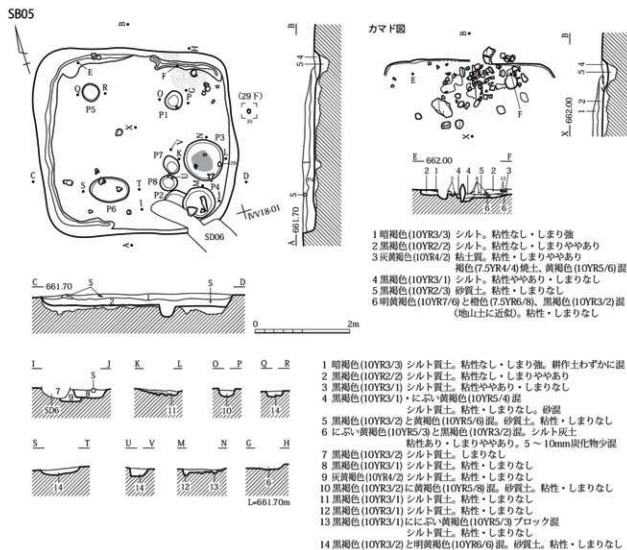 SB05
カマド図
(29下)
SD06
IVV18-01
661.70
662.00
662.00
1 暗褐色(10YR3/3) シルト。粘性なし・しまり強
2 黒褐色(10YR2/2) シルト。粘性なし・しまりややあり
3 灰黄褐色(10YR4/2) 粘土質。粘性・しまりややあり
褐色(7.5YR4/4)焼土、黄褐色(10YR5/6)混
4 黒褐色(10YR3/1) シルト。粘性ややあり・しまりなし
5 黒褐色(10YR2/3) 砂質土。粘性・しまりなし
6 明黄褐色(10YR7/6)と橙色(7.5YR6/8)、黒褐色(10YR3/2)混
(地山土に近似)。粘性・しまりなし
C 661.70 S S D
0 2m
I J K L O P Q R
SD6
S T U V M N G H
L=661.70m
1 暗褐色(10YR3/3) シルト質土。粘性なし・しまり強。耕作土わずかに混
2 黒褐色(10YR2/2) シルト質土。粘性なし・しまりややあり
3 黒褐色(10YR3/1) シルト質土。粘性ややあり・しまりなし
4 黒褐色(10YR3/1)・にぶい黄褐色(10YR5/4)混
シルト質土。粘性・しまりなし。砂混
5 黒褐色(10YR3/2)と黄褐色(10YR5/6)混。砂質土。粘性・しまりなし
6 にぶい黄褐色(10YR5/3)と黒褐色(10YR3/2)混。シルト灰土
粘性あり・しまりややあり。5～10mm炭化物少混
7 黒褐色(10YR3/2) シルト質土。しまりなし
8 黒褐色(10YR3/1) シルト質土。粘性・しまりなし
9 灰黄褐色(10YR4/2) シルト質土。粘性・しまりなし
10 黒褐色(10YR3/2)に黄褐色(10YR5/8)混。砂質土。粘性・しまりなし
11 黒褐色(10YR3/1) シルト質土。粘性・しまりなし
12 黒褐色(10YR3/1) シルト質土。粘性・しまりなし
13 黒褐色(10YR3/1)ににぶい黄褐色(10YR5/3)ブロック混
シルト質土。粘性・しまりなし
14 黒褐色(10YR3/2)と明黄褐色(10YR6/6)混。砂質土。粘性・しまりなし